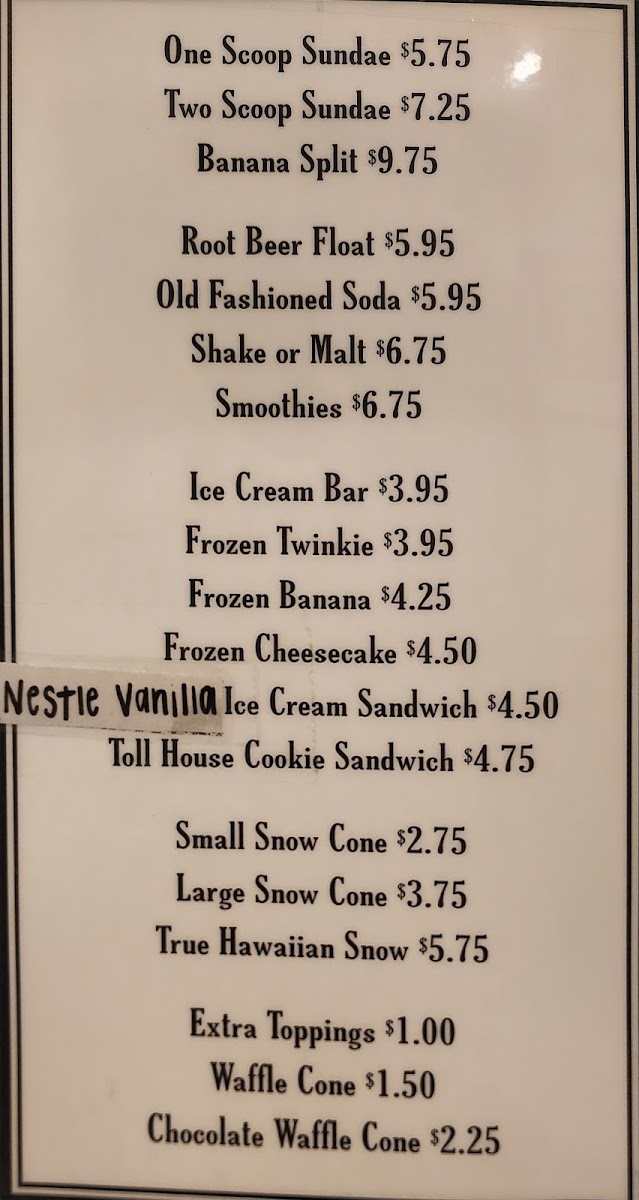 One Scoop Sundae $5.75
Two Scoop Sundae $7.25
Banana Split $9.75
Root Beer Float $5.95
Old Fashioned Soda $5.95
Shake or Malt $6.75
Smoothies $6.75
Ice Cream Bar $3.95
Frozen Twinkie $3.95
Frozen Banana $4.25
Frozen Cheesecake $4.50
Nestle Vanilla Ice Cream Sandwich $4.50
Toll House Cookie Sandwich $4.75
Small Snow Cone $2.75
Large Snow Cone $3.75
True Hawaiian Snow $5.75
Extra Toppings $1.00
Waffle Cone $1.50
Chocolate Waffle Cone $2.25